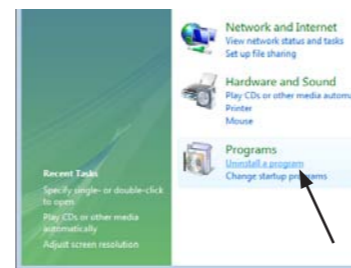 Network and Internet
View network status and tasks
Set up file sharing
Hardware and Sound
Play CDs or other media automa
Printer
Mouse
Programs
Uninstall a program
Change startup programs
Recent Tasks
Specify single- or double-click
to open
Play CDs or other media
automatically
Adjust screen resolution